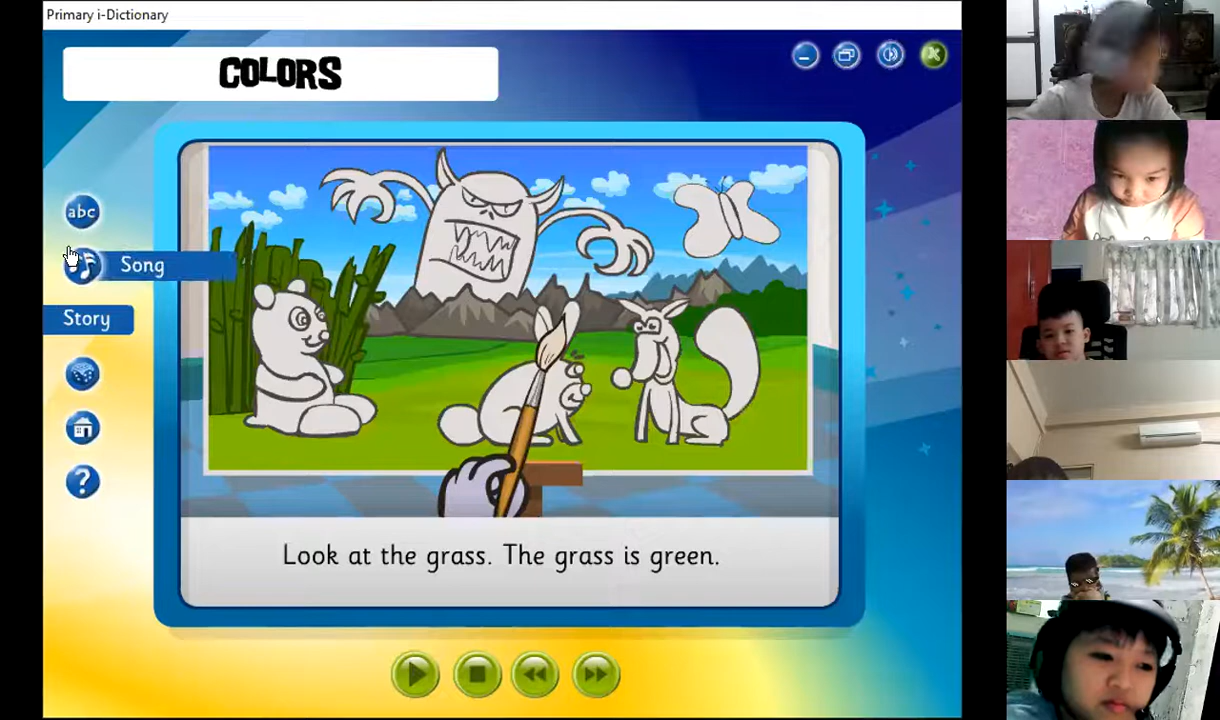 Primary i-Dictionary
COLORS
abc
Song
Story
?
Look at the grass. The grass is green.